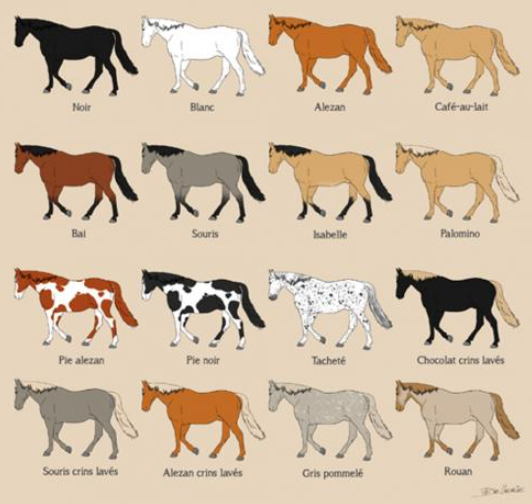 Noir
Blanc
Alezan
Café-au-lait
Bai
Souris
Isabelle
Palomino
Pie alezan
Pie noir
Tacheté
Chocolat crins lavés
Souris crins lavés
Alezan crins lavés
Gris pommelé
Rouan